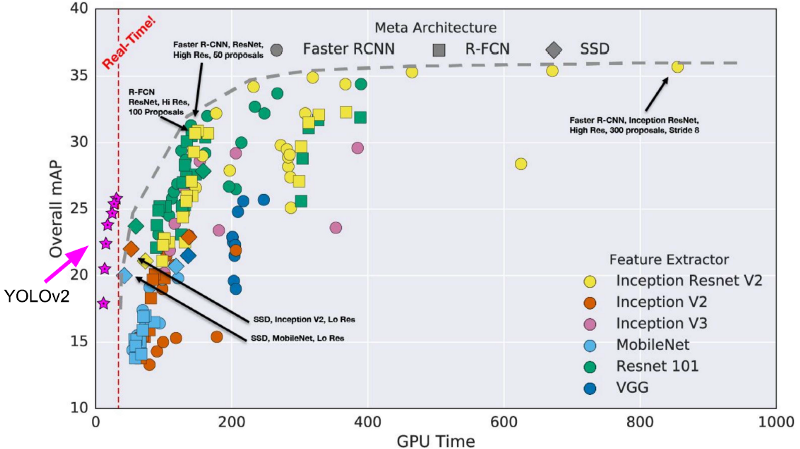 40
35
30
25
20
15
10
Overall mAP
0
200
400
600
800
1000
GPU Time
Real-Time!
Meta Architecture
Faster RCNN
R-FCN
SSD
Faster R-CNN, ResNet,
High Res, 50 proposals
R-FCN
ResNet, Hi Res,
100 Proposals
Faster R-CNN, Inception ResNet,
High Res, 300 proposals, Stride 8
YOLOv2
SSD, Inception V2, Lo Res
SSD, MobileNet, Lo Res
Feature Extractor
Inception Resnet V2
Inception V2
Inception V3
MobileNet
Resnet 101
VGG